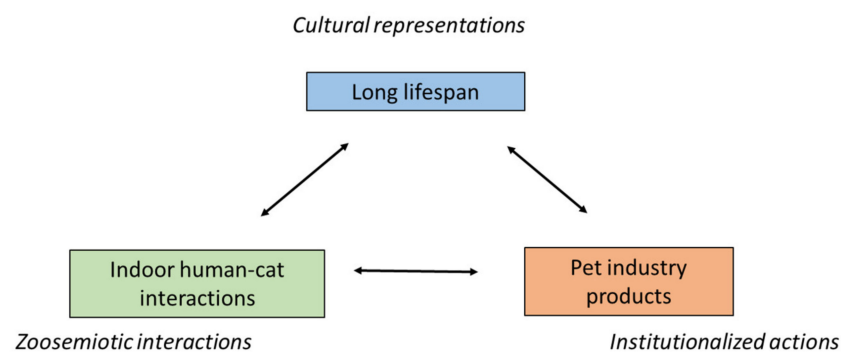 Cultural representations
Long lifespan
Indoor human-cat
interactions
Pet industry
products
Zoosemiotic interactions
Institutionalized actions